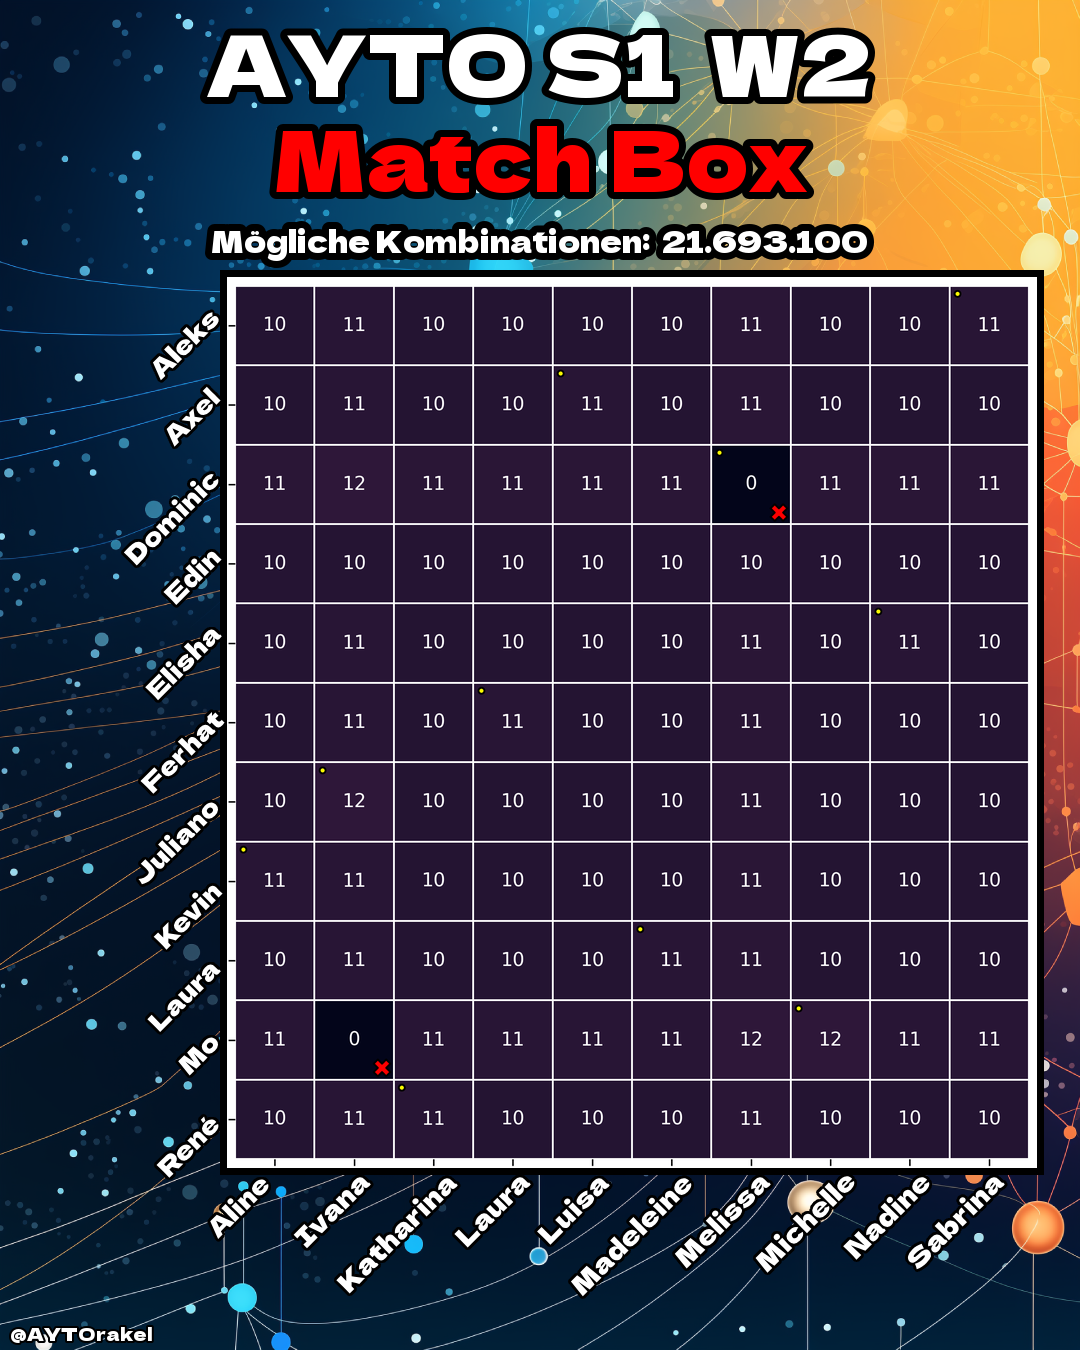 AYTO S1 W2
Match Box
Mögliche Kombinationen: 21.693.100
Aleks 10 11 10 10 10 10 11 10 10 11
Axel 10 11 10 10 11 10 11 10 10 10
Dominic 11 12 11 11 11 11 0 11 11 11
Edin 10 10 10 10 10 10 10 10 10 10
Elisha 10 11 10 10 10 10 11 10 11 10
Ferhat 10 11 10 11 10 10 11 10 10 10
Juliano 10 12 10 10 10 10 11 10 10 10
Kevin 11 11 10 10 10 10 11 10 10 10
Laura 10 11 10 10 10 11 11 10 10 10
Mo 11 0 11 11 11 11 12 12 11 11
René 10 11 11 10 10 10 11 10 10 10
Aline Ivana Katharina Laura Luisa Madeleine Melissa Michelle Nadine Sabrina
@AYTOrakel